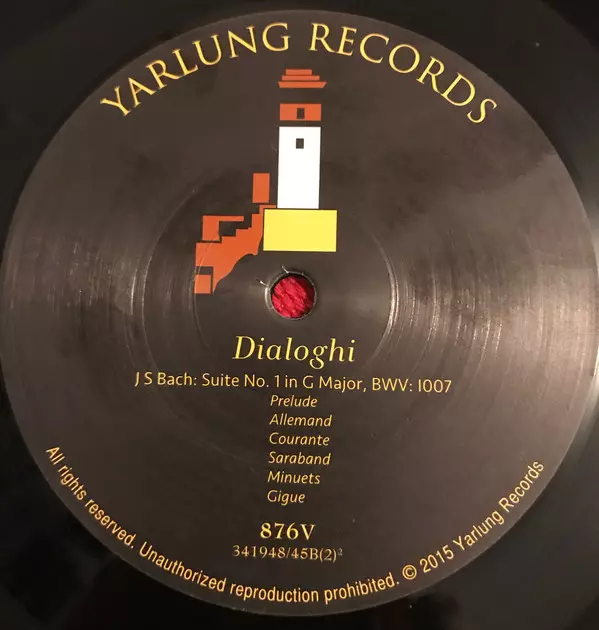 YARLUNG RECORDS
Dialoghi
J S Bach: Suite No. 1 in G Major, BWV: 1007
Prelude
Allemand
Courante
Saraband
Minuets
Gigue
876V
341948/45B(2)²
All rights reserved. Unauthorized reproduction prohibited. © 2015 Yarlung Records